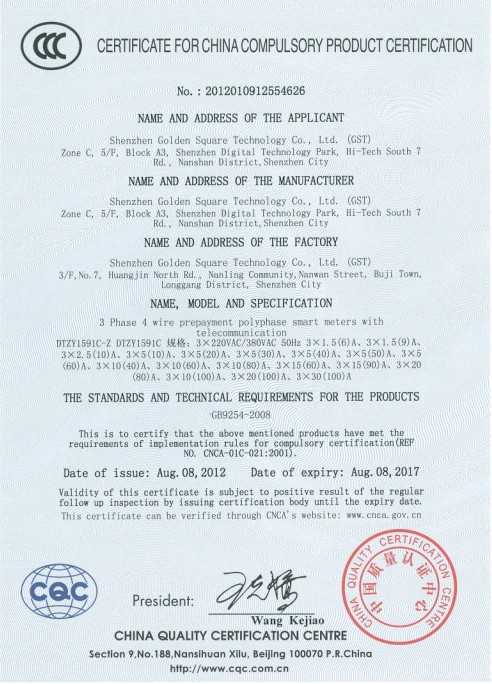 CCC
CERTIFICATE FOR CHINA COMPULSORY PRODUCT CERTIFICATION
No. : 2012010912554626
NAME AND ADDRESS OF THE APPLICANT
Shenzhen Golden Square Technology Co., Ltd. (GST)
Zone C, 5/F, Block A3, Shenzhen Digital Technology Park, Hi-Tech South 7
Rd., Nanshan District,Shenzhen City
NAME AND ADDRESS OF THE MANUFACTURER
Shenzhen Golden Square Technology Co., Ltd. (GST)
Zone C, 5/F, Block A3, Shenzhen Digital Technology Park, Hi-Tech South 7
Rd., Nanshan District,Shenzhen City
NAME AND ADDRESS OF THE FACTORY
Shenzhen Golden Square Technology Co., Ltd. (GST)
3/F,No.7, Huangjin North Rd., Nanling Community,Nanwan Street, Buji Town,
Longgang District, Shenzhen City
NAME, MODEL AND SPECIFICATION
3 Phase 4 wire prepayment polyphase smart meters with
telecommunication
DTZY1591C-Z DTZY1591C 规格: 3×220VAC/380VAC 50Hz 3×1.5(6)A、3×1.5(9)A、
3×2.5(10)A、3×5(10)A、3×5(20)A、3×5(30)A、3×5(40)A、3×5(50)A、3×5
(60)A、3×10(40)A、3×10(60)A、3×10(80)A、3×15(60)A、3×15(90)A、3×20
(80)A、3×10(100)A、3×20(100)A、3×30(100)A
THE STANDARDS AND TECHNICAL REQUIREMENTS FOR THE PRODUCTS
GB9254-2008
This is to certify that the above mentioned products have met the
requirements of implementation rules for compulsory certification(REF
NO. CNCA-01C-021:2001).
Date of issue: Aug.08,2012 Date of expiry: Aug.08,2017
Validity of this certificate is subject to positive result of the regular
follow up inspection by issuing certification body until the expiry date.
This certificate can be verified through CNCA's website: www.cnca.gov.cn
CHINA QUALITY CERTIFICATION CENTRE
中国质量认证中心
CQC
President:
Wang Kejiao
CHINA QUALITY CERTIFICATION CENTRE
Section 9,No.188,Nansihuan Xilu, Beijing 100070 P.R.China
http://www.cqc.com.cn